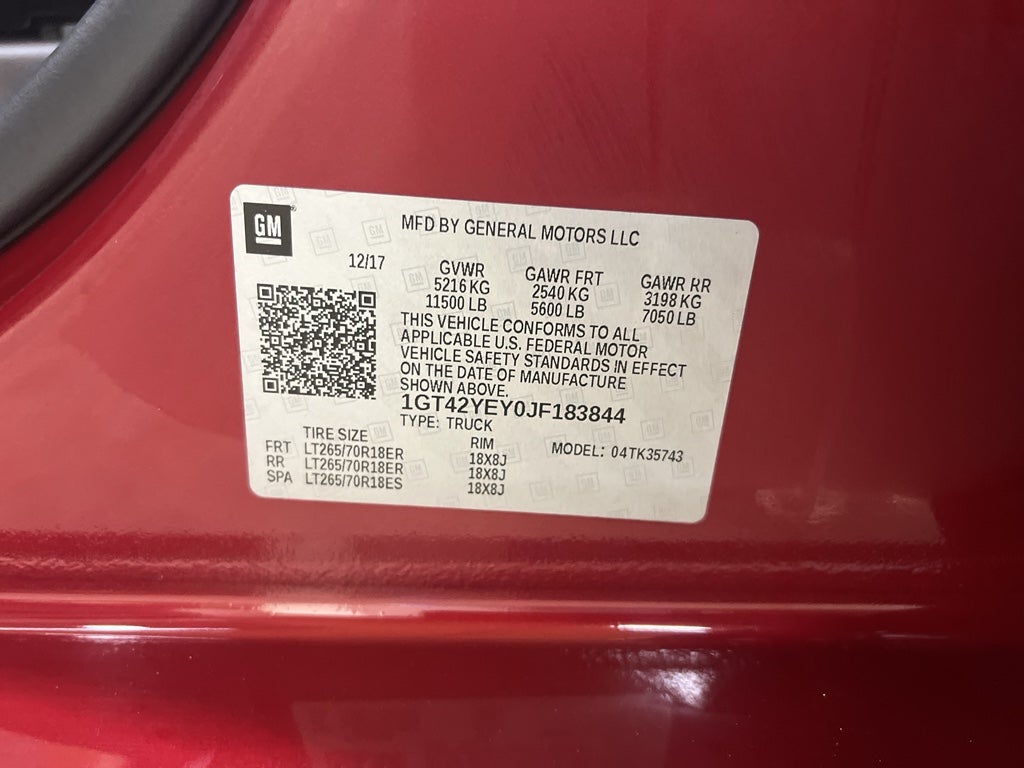 GM
MFD BY GENERAL MOTORS LLC
12/17
GVWR GAWR FRT GAWR RR
5216 KG 2540 KG 3198 KG
11500 LB 5600 LB 7050 LB
THIS VEHICLE CONFORMS TO ALL
APPLICABLE U.S. FEDERAL MOTOR
VEHICLE SAFETY STANDARDS IN EFFECT
ON THE DATE OF MANUFACTURE
SHOWN ABOVE.
1GT42YEY0JF183844
TYPE: TRUCK
TIRE SIZE RIM MODEL: 04TK35743
FRT LT265/70R18ER 18X8J
RR LT265/70R18ER 18X8J
SPA LT265/70R18ES 18X8J